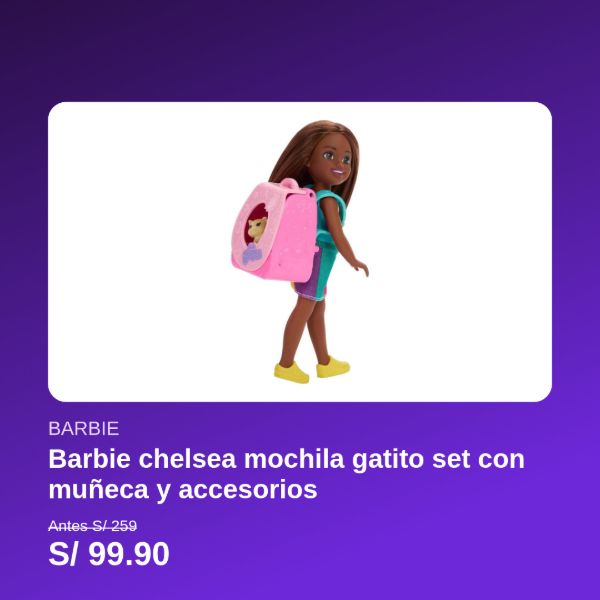 BARBIE
Barbie chelsea mochila gatito set con
muñeca y accesorios
Antes S/ 259
S/ 99.90